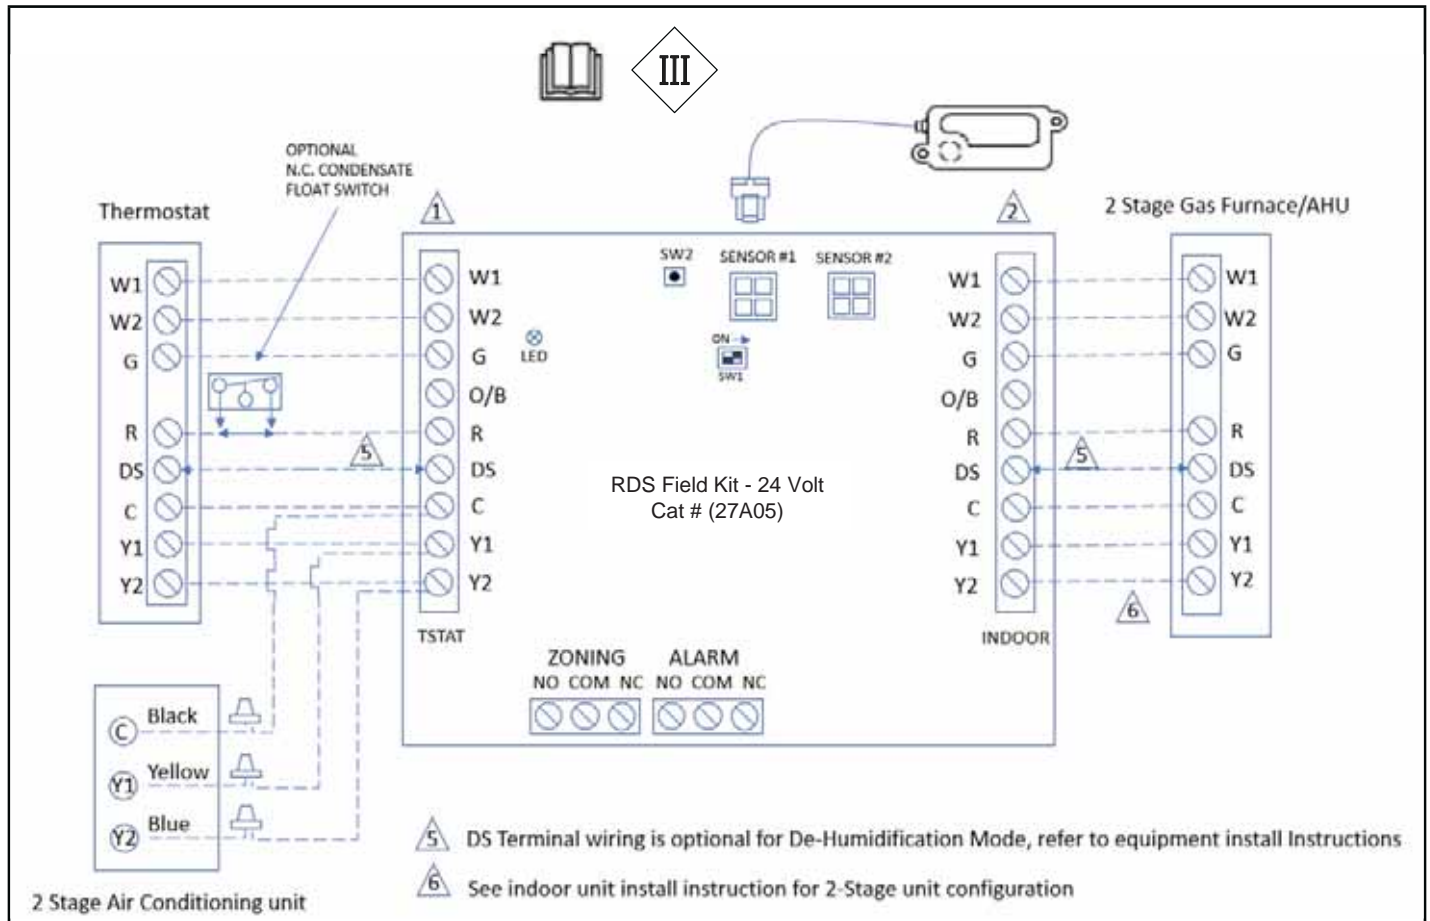 III
OPTIONAL
N.C. CONDENSATE
FLOAT SWITCH
Thermostat
1
2
2 Stage Gas Furnace/AHU
W1
W2
G
R
DS
C
Y1
Y2
5
W1
W2
G
O/B
R
DS
C
Y1
Y2
TSTAT
LED
SW2
SENSOR #1
SENSOR #2
ON
SW1
RDS Field Kit - 24 Volt
Cat # (27A05)
W1
W2
G
O/B
R
DS
C
Y1
Y2
INDOOR
5
6
W1
W2
G
R
DS
C
Y1
Y2
ZONING
NO COM NC
ALARM
NO COM NC
C Black
Y1 Yellow
Y2 Blue
2 Stage Air Conditioning unit
5 DS Terminal wiring is optional for De-Humidification Mode, refer to equipment install Instructions
6 See indoor unit install instruction for 2-Stage unit configuration